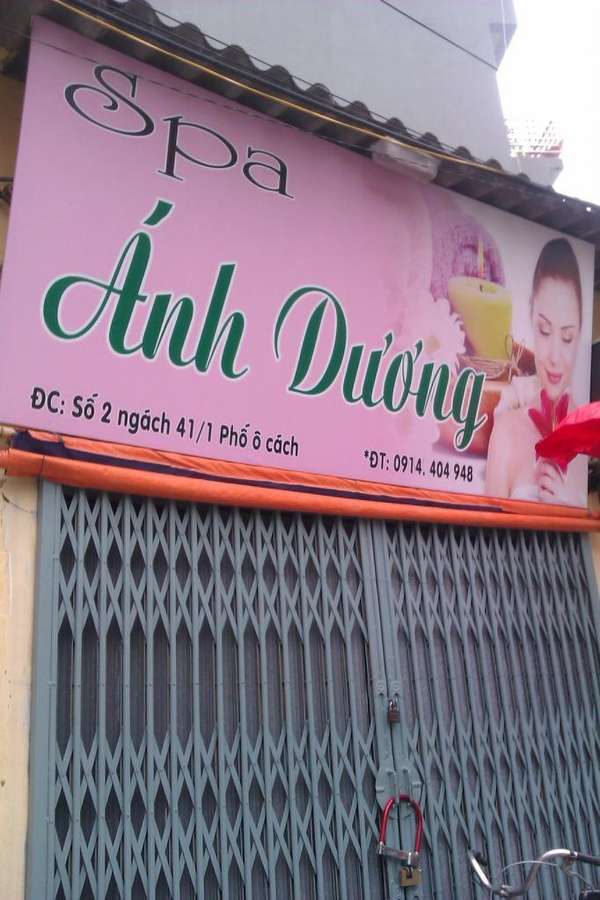 Spa
Ánh Dương
ĐC: Số 2 ngách 41/1 Phố ô cách
*ĐT: 0914. 404 948